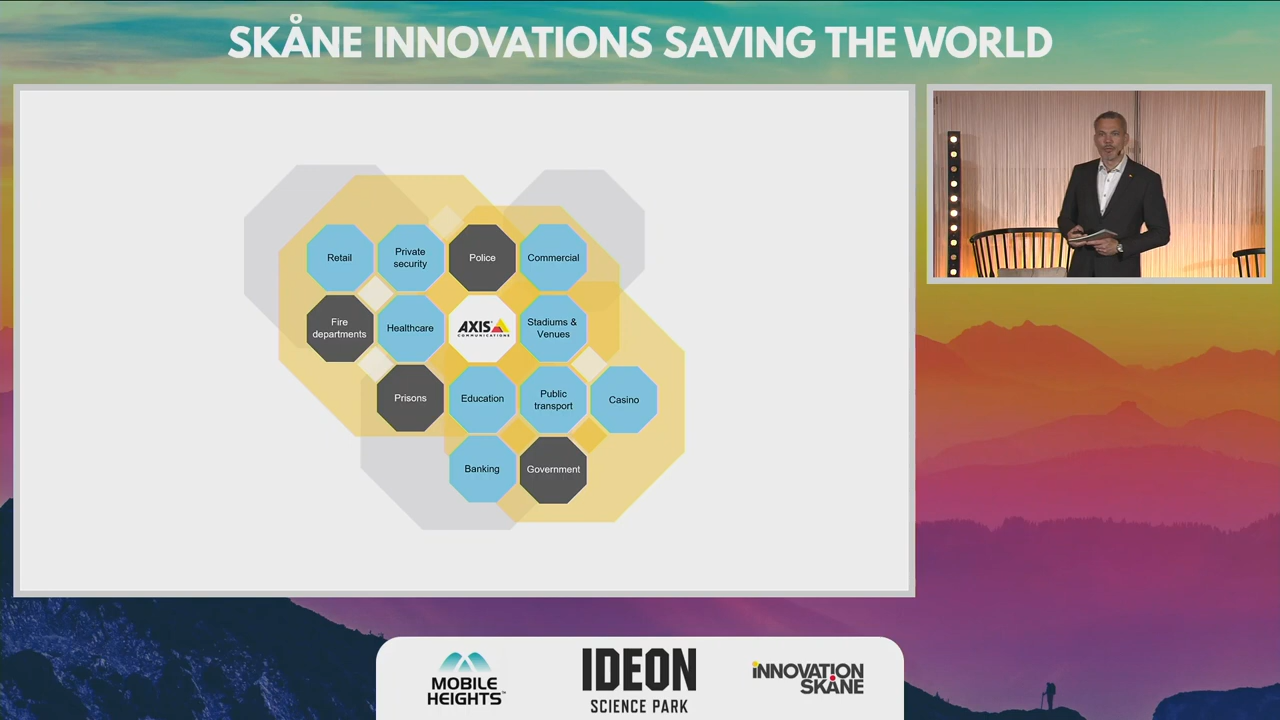 SKÅNE INNOVATIONS SAVING THE WORLD
Retail
Private
security
Police
Commercial
Fire
departments
Healthcare
AXIS
COMMUNICATIONS
Stadiums &
Venues
Prisons
Education
Public
transport
Casino
Banking
Government
MOBILE
HEIGHTS™
IDEON
SCIENCE PARK
INNOVATION
SKÅNE